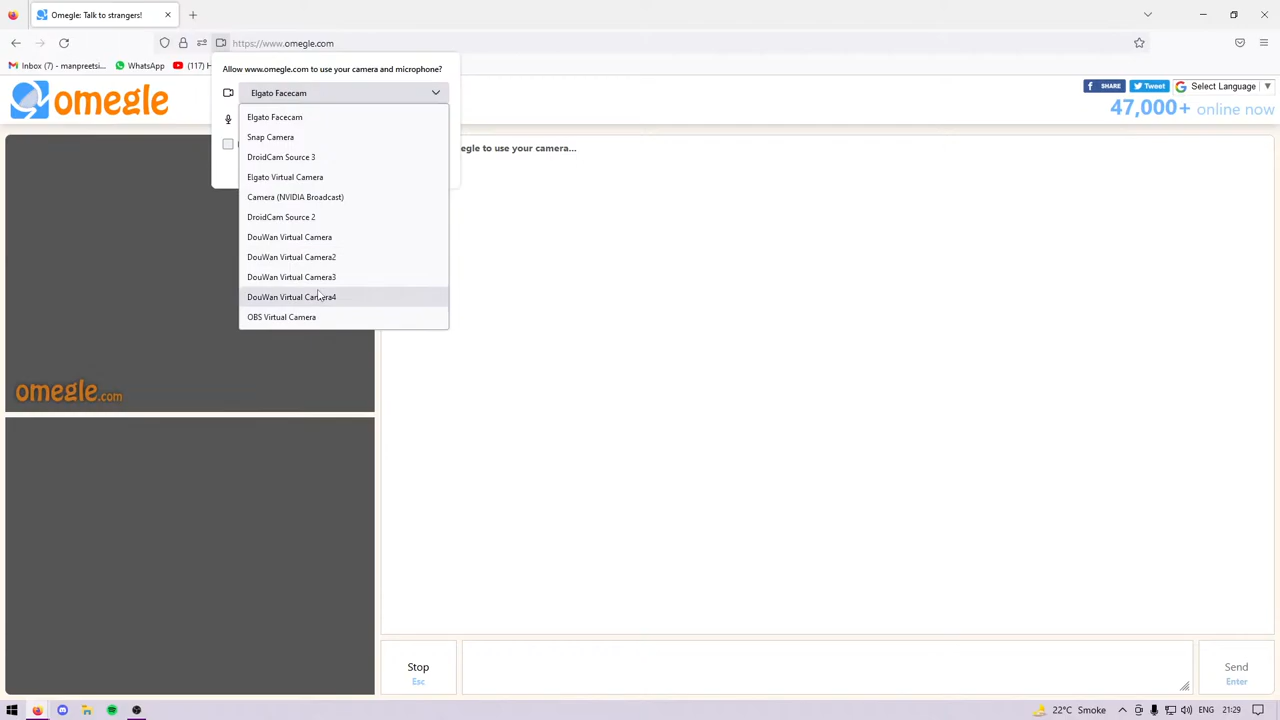 Omegle: Talk to strangers!
https://www.omegle.com
Inbox (7) - manpreetsi
WhatsApp
(117) H
Allow www.omegle.com to use your camera and microphone?
Elgato Facecam
Elgato Facecam
Snap Camera
DroidCam Source 3
Elgato Virtual Camera
Camera (NVIDIA Broadcast)
DroidCam Source 2
DouWan Virtual Camera
DouWan Virtual Camera2
DouWan Virtual Camera3
DouWan Virtual Camera4
OBS Virtual Camera
omegle
SHARE
Tweet
Select Language
47,000+ online now
egle to use your camera...
omegle.com
Stop
Esc
Send
Enter
22°C Smoke
ENG
21:29